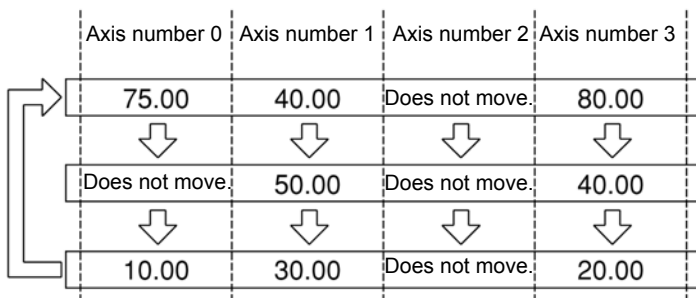 Axis number 0 Axis number 1 Axis number 2 Axis number 3
75.00 40.00 Does not move. 80.00
Does not move. 50.00 Does not move. 40.00
10.00 30.00 Does not move. 20.00